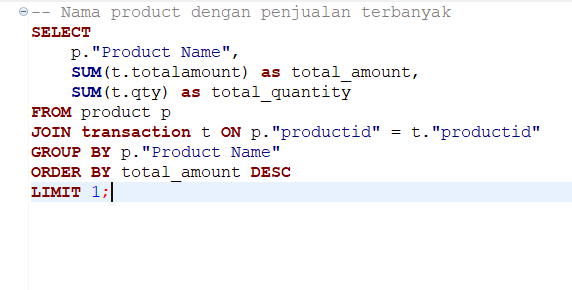 -- Nama product dengan penjualan terbanyak
SELECT
p."Product Name",
SUM(t.totalamount) as total_amount,
SUM(t.qty) as total_quantity
FROM product p
JOIN transaction t ON p."productid" = t."productid"
GROUP BY p."Product Name"
ORDER BY total_amount DESC
LIMIT 1;